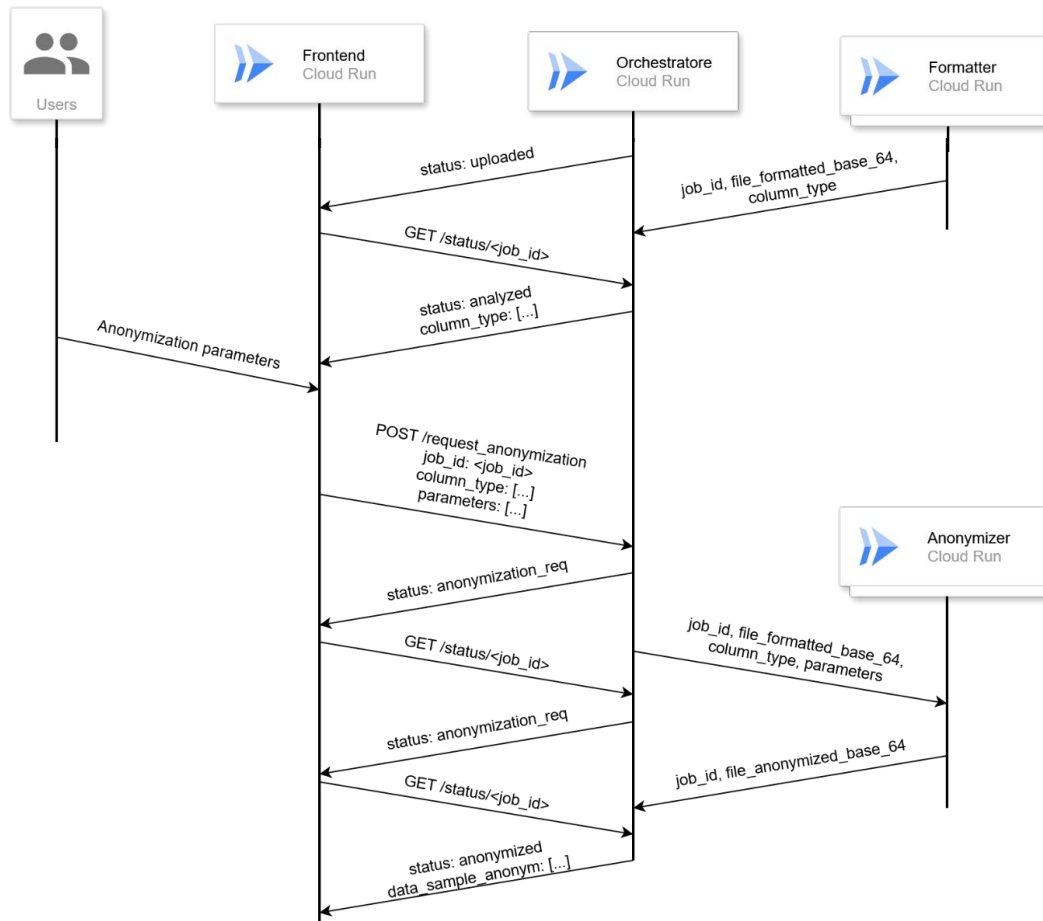 Users
Frontend
Cloud Run
Orchestratore
Cloud Run
Formatter
Cloud Run
status: uploaded
job_id, file_formatted_base_64,
column_type
GET /status/<job_id>
status: analyzed
column_type: [...]
Anonymization parameters
POST /request_anonymization
job_id: <job_id>
column_type: [...]
parameters: [...]
Anonymizer
Cloud Run
status: anonymization_req
job_id, file_formatted_base_64,
column_type, parameters
GET /status/<job_id>
status: anonymization_req
job_id, file_anonymized_base_64
GET /status/<job_id>
status: anonymized
data_sample_anonym: [...]